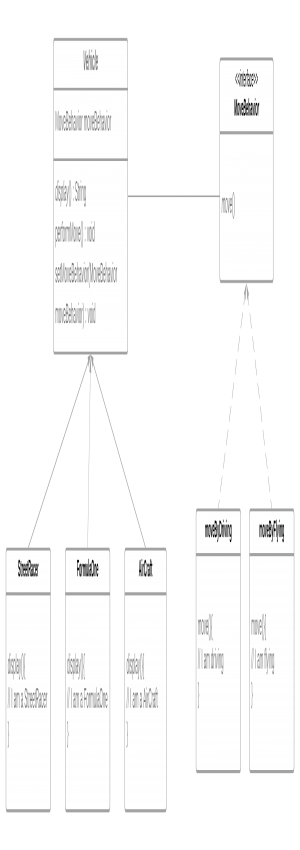 Vehicle
MoveBehavior moveBehavior
display() : String
performMove() : void
setMoveBehavior(MoveBehavior
moveBehavior) : void
<<interface>>
MoveBehavior
move()
StreetRacer
display(){
// I am a StreetRacer
}
FormulaOne
display(){
// I am a FormulaOne
}
AirCraft
display(){
// I am a AirCraft
}
moveByDriving
move(){
// I am driving
}
moveByFlying
move(){
// I am flying
}